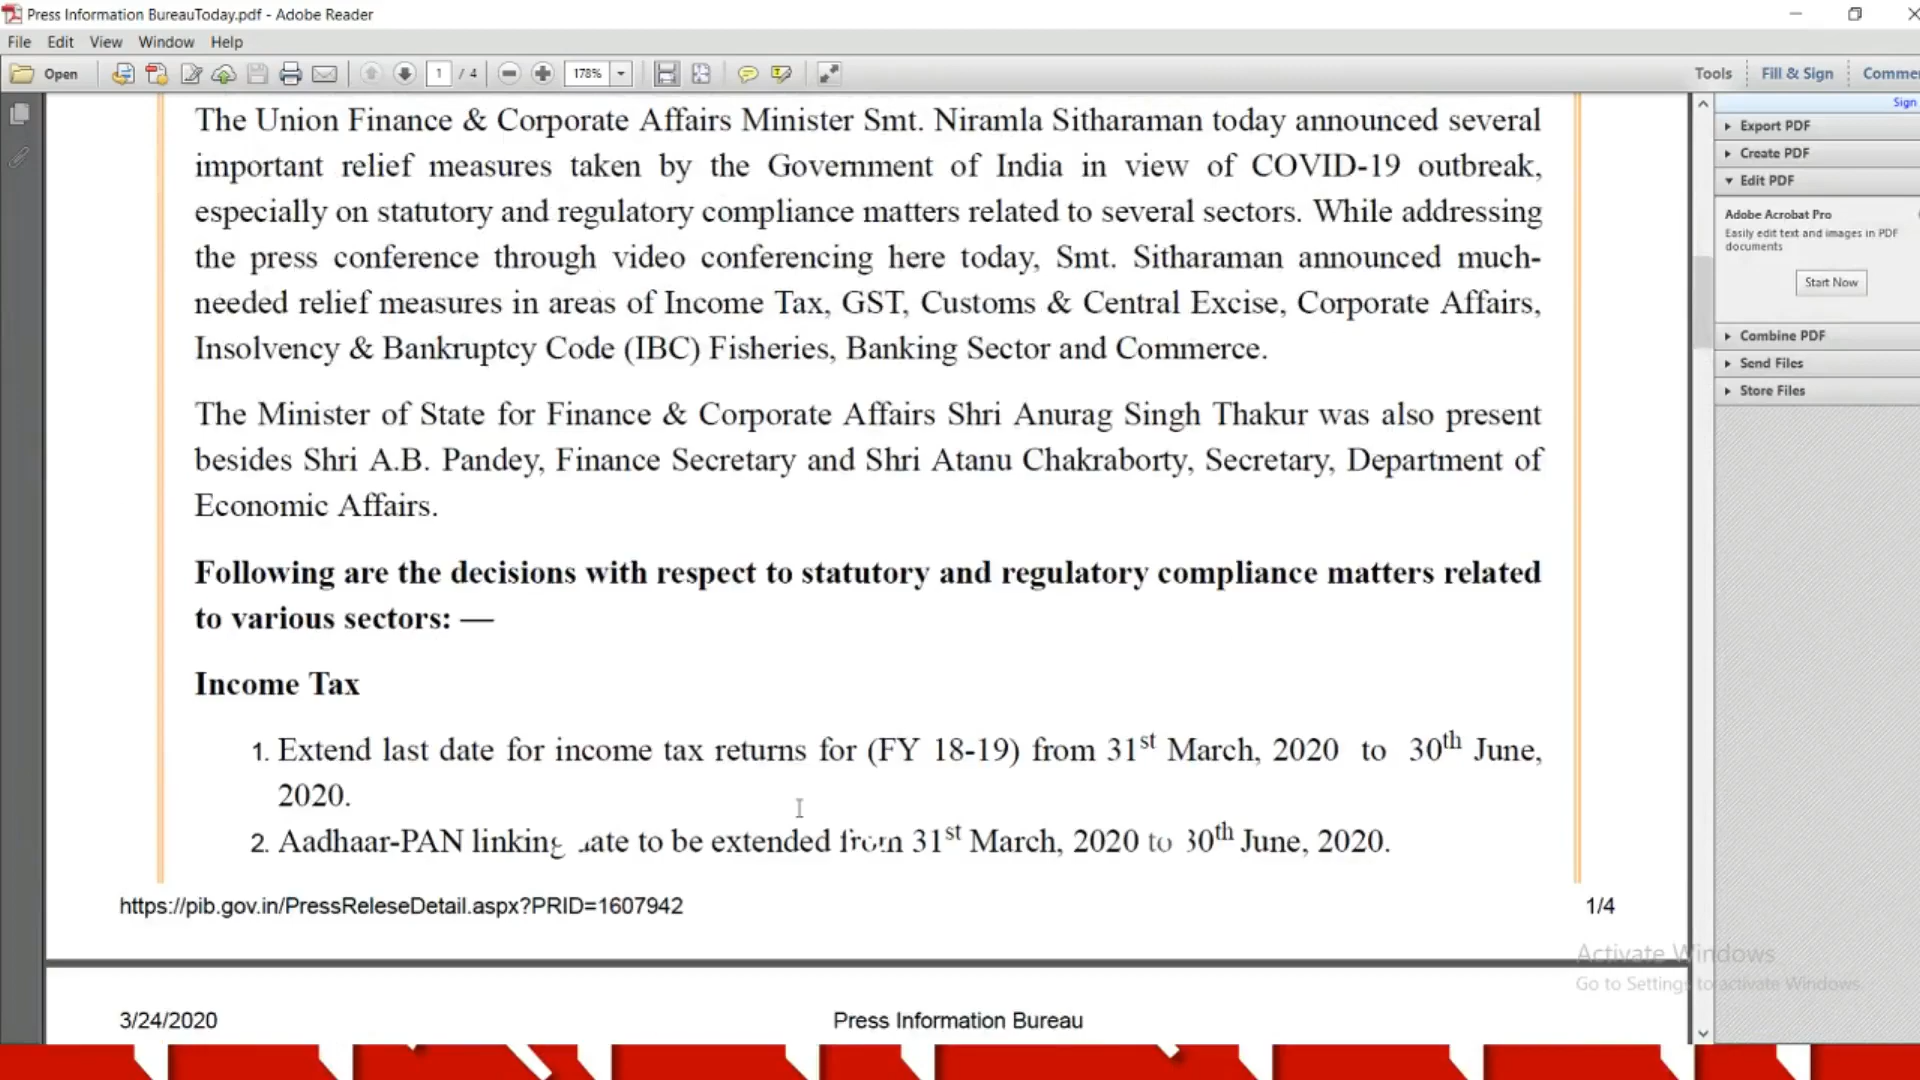 Press Information BureauToday.pdf - Adobe Reader
File Edit View Window Help
Open 1 / 4 178% Tools Fill & Sign Comme
Sign
Export PDF
Create PDF
Edit PDF
Adobe Acrobat Pro
Easily edit text and images in PDF
documents
Start Now
Combine PDF
Send Files
Store Files
The Union Finance & Corporate Affairs Minister Smt. Niramla Sitharaman today announced several
important relief measures taken by the Government of India in view of COVID-19 outbreak,
especially on statutory and regulatory compliance matters related to several sectors. While addressing
the press conference through video conferencing here today, Smt. Sitharaman announced much-
needed relief measures in areas of Income Tax, GST, Customs & Central Excise, Corporate Affairs,
Insolvency & Bankruptcy Code (IBC) Fisheries, Banking Sector and Commerce.
The Minister of State for Finance & Corporate Affairs Shri Anurag Singh Thakur was also present
besides Shri A.B. Pandey, Finance Secretary and Shri Atanu Chakraborty, Secretary, Department of
Economic Affairs.
Following are the decisions with respect to statutory and regulatory compliance matters related
to various sectors: —
Income Tax
1. Extend last date for income tax returns for (FY 18-19) from 31st March, 2020 to 30th June,
2020.
2. Aadhaar-PAN linking date to be extended from 31st March, 2020 to 30th June, 2020.
https://pib.gov.in/PressReleseDetail.aspx?PRID=1607942 1/4
Activate Windows
Go to Settings to activate Windows.
3/24/2020 Press Information Bureau